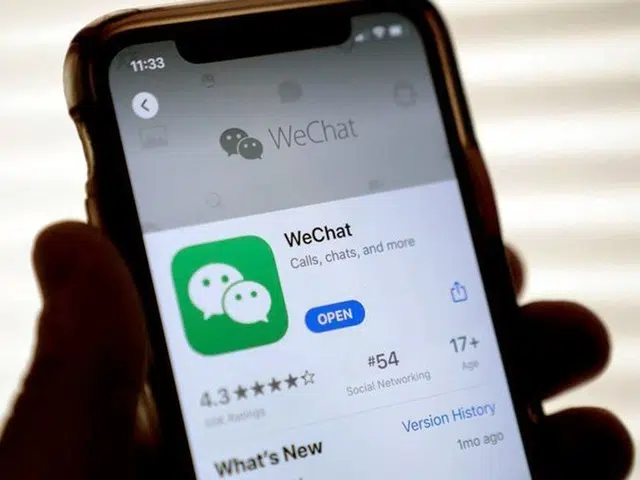 11:33
WeChat
WeChat
Calls, chats, and more
OPEN
4.3
#54
17+
Ratings
Social Networking
Age
What's New
Version History
1mo ago